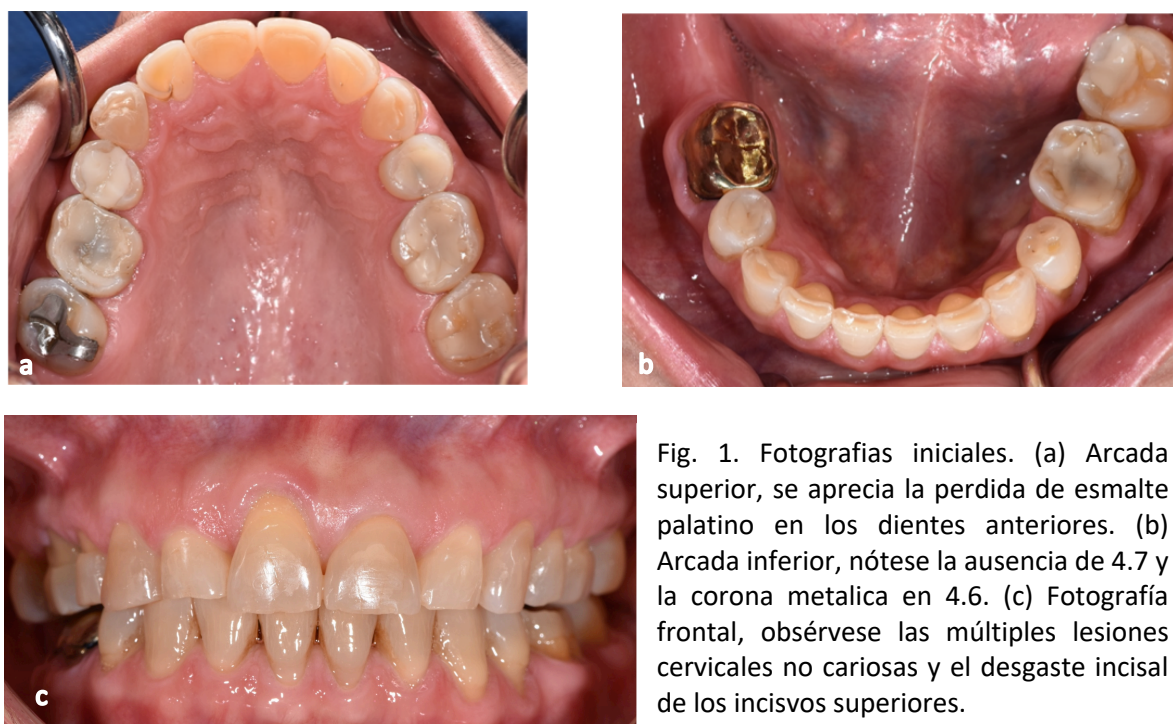 a
b
c
Fig. 1. Fotografias iniciales. (a) Arcada
superior, se aprecia la perdida de esmalte
palatino en los dientes anteriores. (b)
Arcada inferior, nótese la ausencia de 4.7 y
la corona metalica en 4.6. (c) Fotografía
frontal, obsérvese las múltiples lesiones
cervicales no cariosas y el desgaste incisal
de los incisvos superiores.